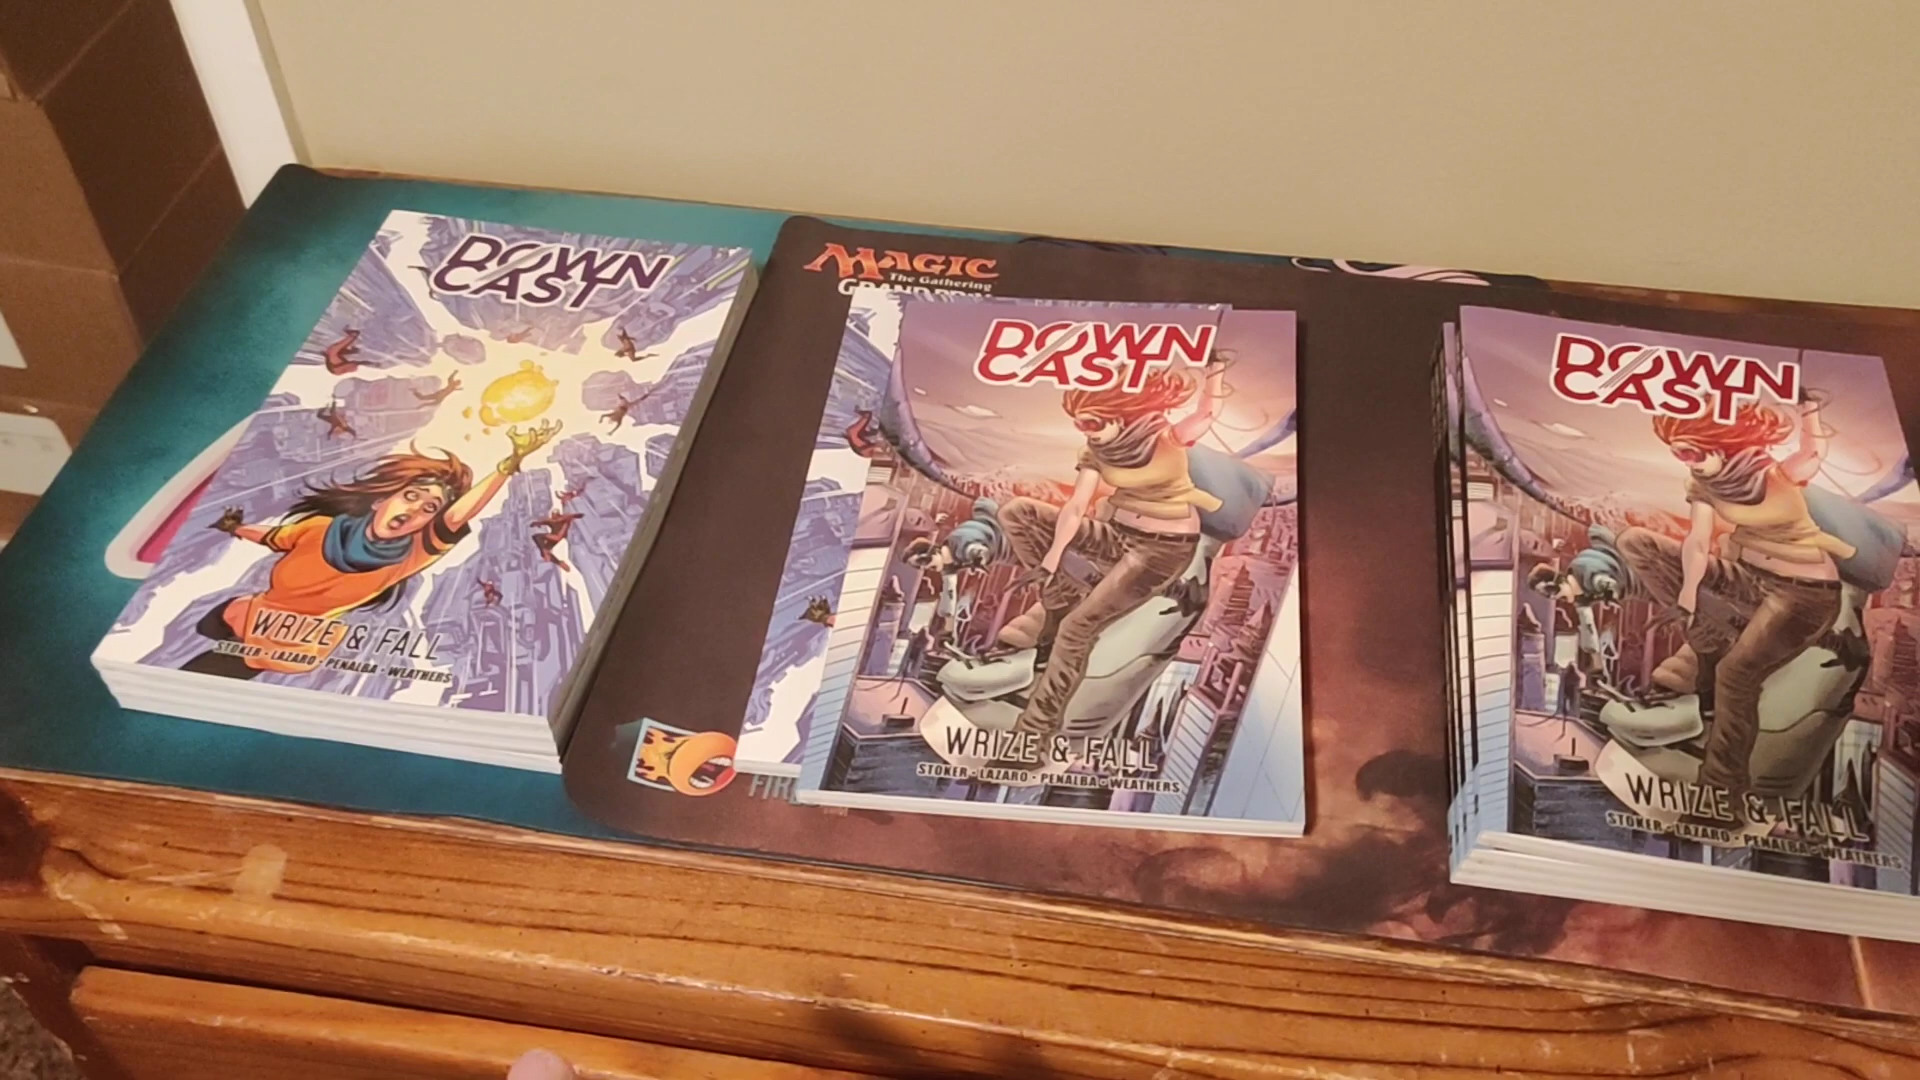 DOWN
CAST
WRIZE & FALL
STOKER • LAZARO • PENALBA • WEATHERS
MAGIC
The Gathering
DOWN
CAST
WRIZE & FALL
STOKER • LAZARO • PENALBA • WEATHERS
DOWN
CAST
WRIZE & FALL
STOKER • LAZARO • PENALBA • WEATHERS